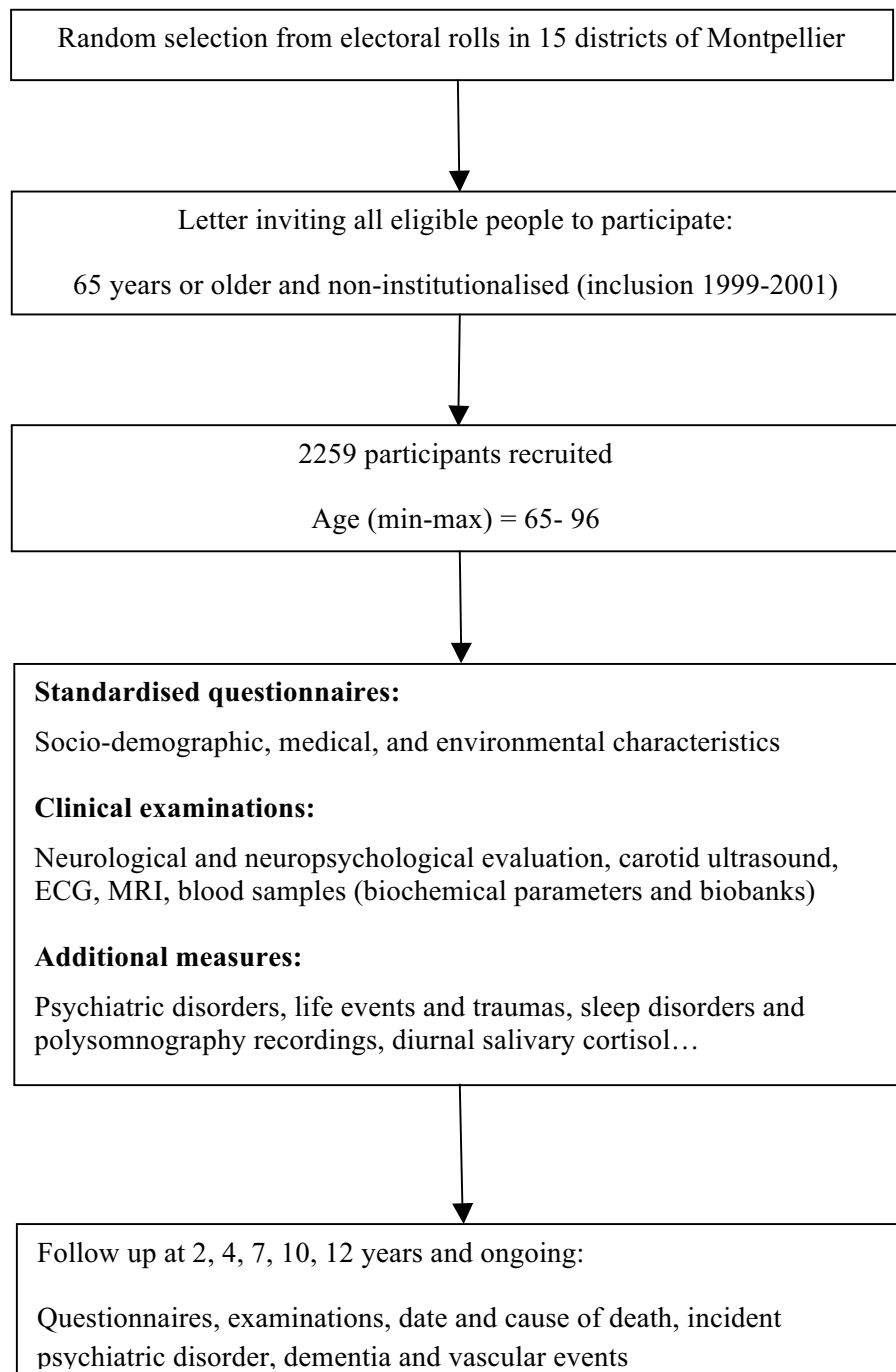 Random selection from electoral rolls in 15 districts of Montpellier
Letter inviting all eligible people to participate:
65 years or older and non-institutionalised (inclusion 1999-2001)
2259 participants recruited
Age (min-max) = 65- 96
Standardised questionnaires:
Socio-demographic, medical, and environmental characteristics
Clinical examinations:
Neurological and neuropsychological evaluation, carotid ultrasound,
ECG, MRI, blood samples (biochemical parameters and biobanks)
Additional measures:
Psychiatric disorders, life events and traumas, sleep disorders and
polysomnography recordings, diurnal salivary cortisol…
Follow up at 2, 4, 7, 10, 12 years and ongoing:
Questionnaires, examinations, date and cause of death, incident
psychiatric disorder, dementia and vascular events